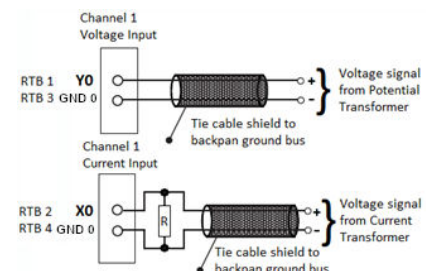 Channel 1
Voltage Input
RTB 1 Y0
RTB 3 GND 0
+
-
Voltage signal
from Potential
Transformer
Tie cable shield to
backpan ground bus
Channel 1
Current Input
RTB 2 X0
RTB 4 GND 0
R
+
-
Voltage signal
from Current
Transformer
Tie cable shield to
backpan ground bus